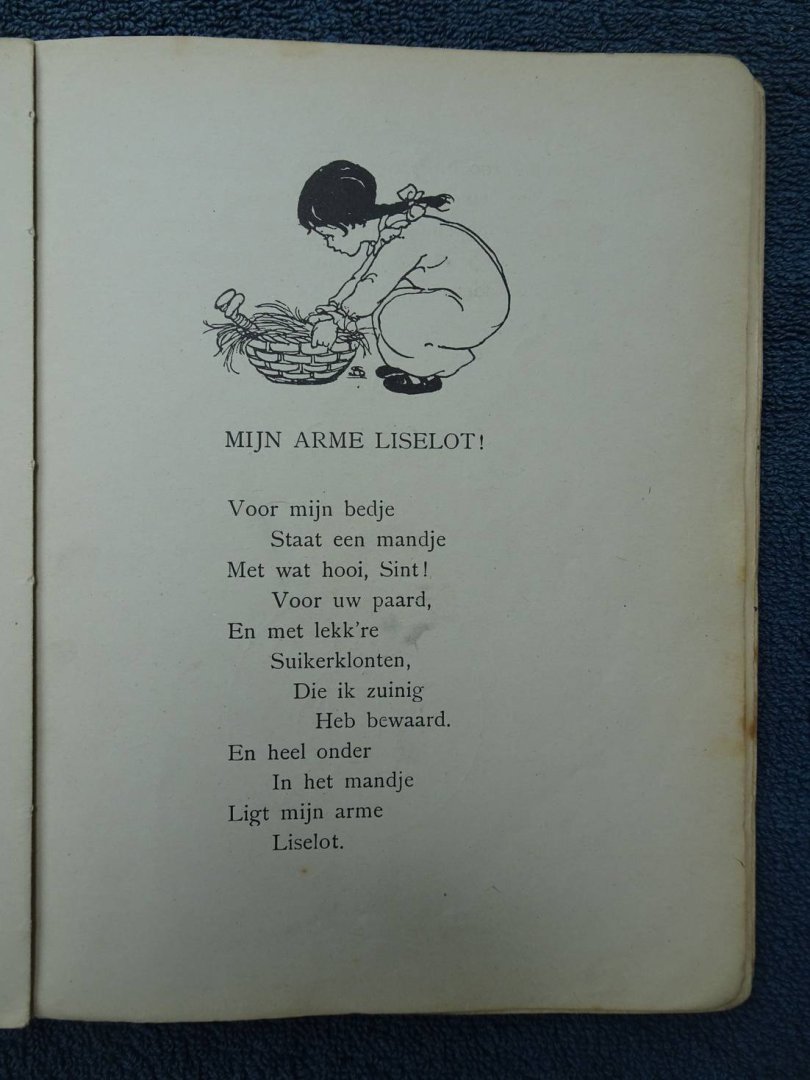 MIJN ARME LISELOT!
Voor mijn bedje
Staat een mandje
Met wat hooi, Sint!
Voor uw paard,
En met lekk're
Suikerklonten,
Die ik zuinig
Heb bewaard.
En heel onder
In het mandje
Ligt mijn arme
Liselot.